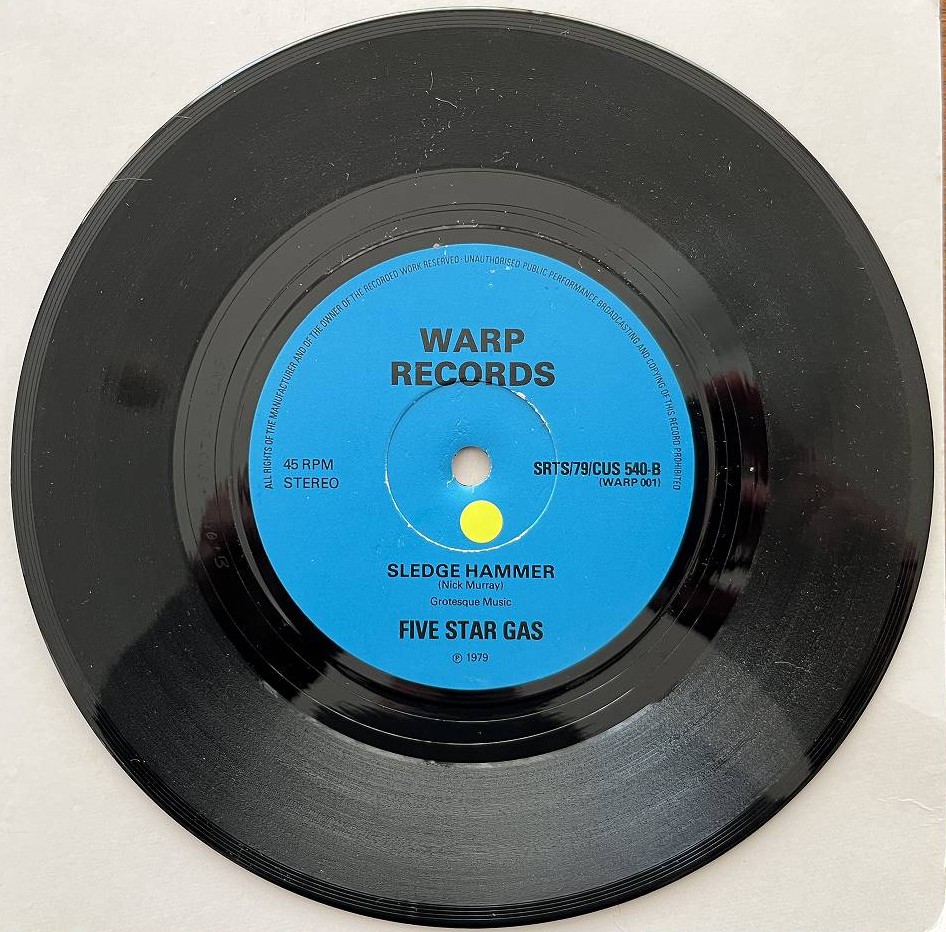 ALL RIGHTS OF THE MANUFACTURER AND OF THE OWNER OF THE RECORDED WORK RESERVED · UNAUTHORISED PUBLIC PERFORMANCE BROADCASTING AND COPYING OF THIS RECORD PROHIBITED
WARP
RECORDS
45 RPM
STEREO
SRTS/79/CUS 540-B
(WARP 001)
SLEDGE HAMMER
(Nick Murray)
Grotesque Music
FIVE STAR GAS
℗ 1979